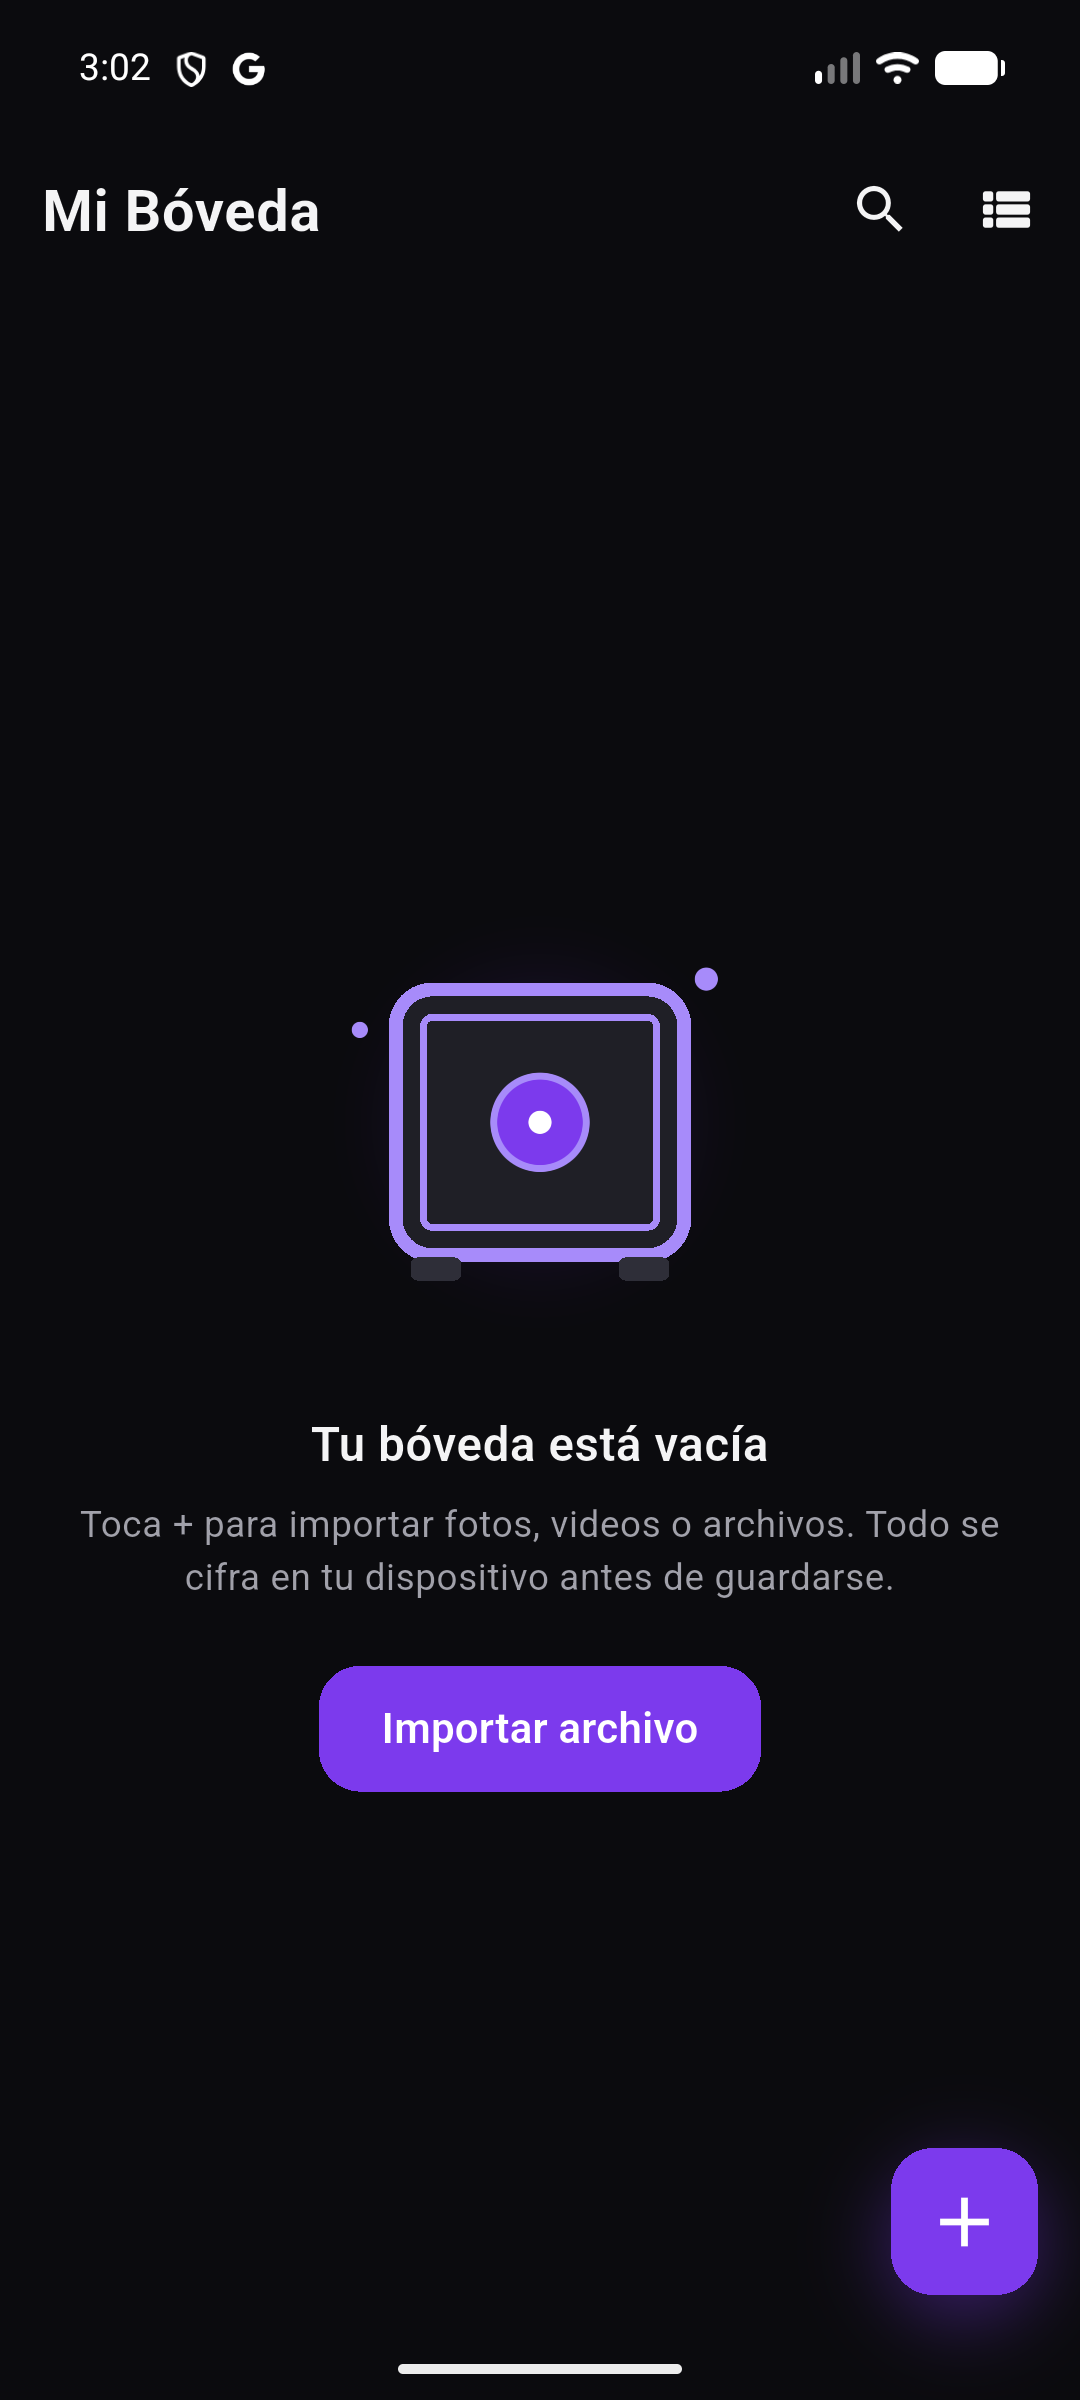 3:02
Mi Bóveda
Tu bóveda está vacía
Toca + para importar fotos, videos o archivos. Todo se
cifra en tu dispositivo antes de guardarse.
Importar archivo